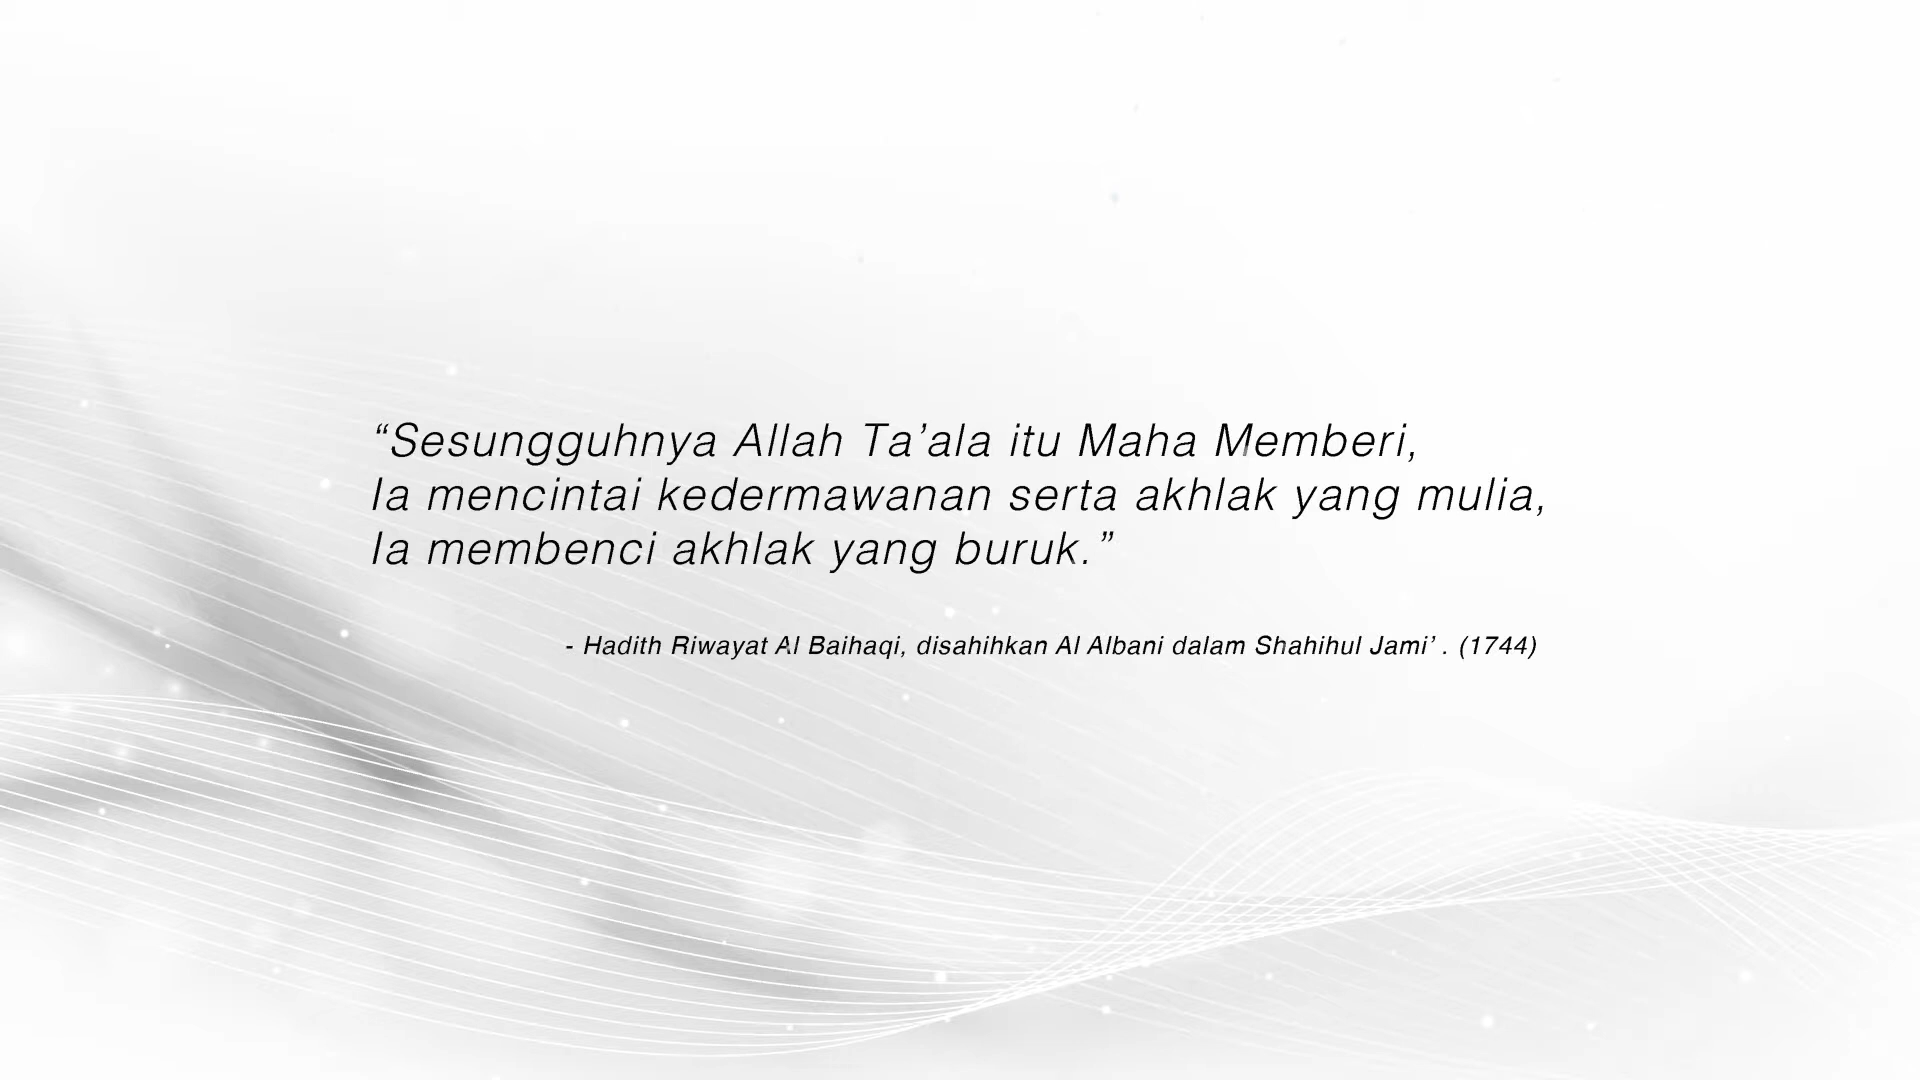 “Sesungguhnya Allah Ta’ala itu Maha Memberi,
Ia mencintai kedermawanan serta akhlak yang mulia,
Ia membenci akhlak yang buruk.”
- Hadith Riwayat Al Baihaqi, disahihkan Al Albani dalam Shahihul Jami’ . (1744)